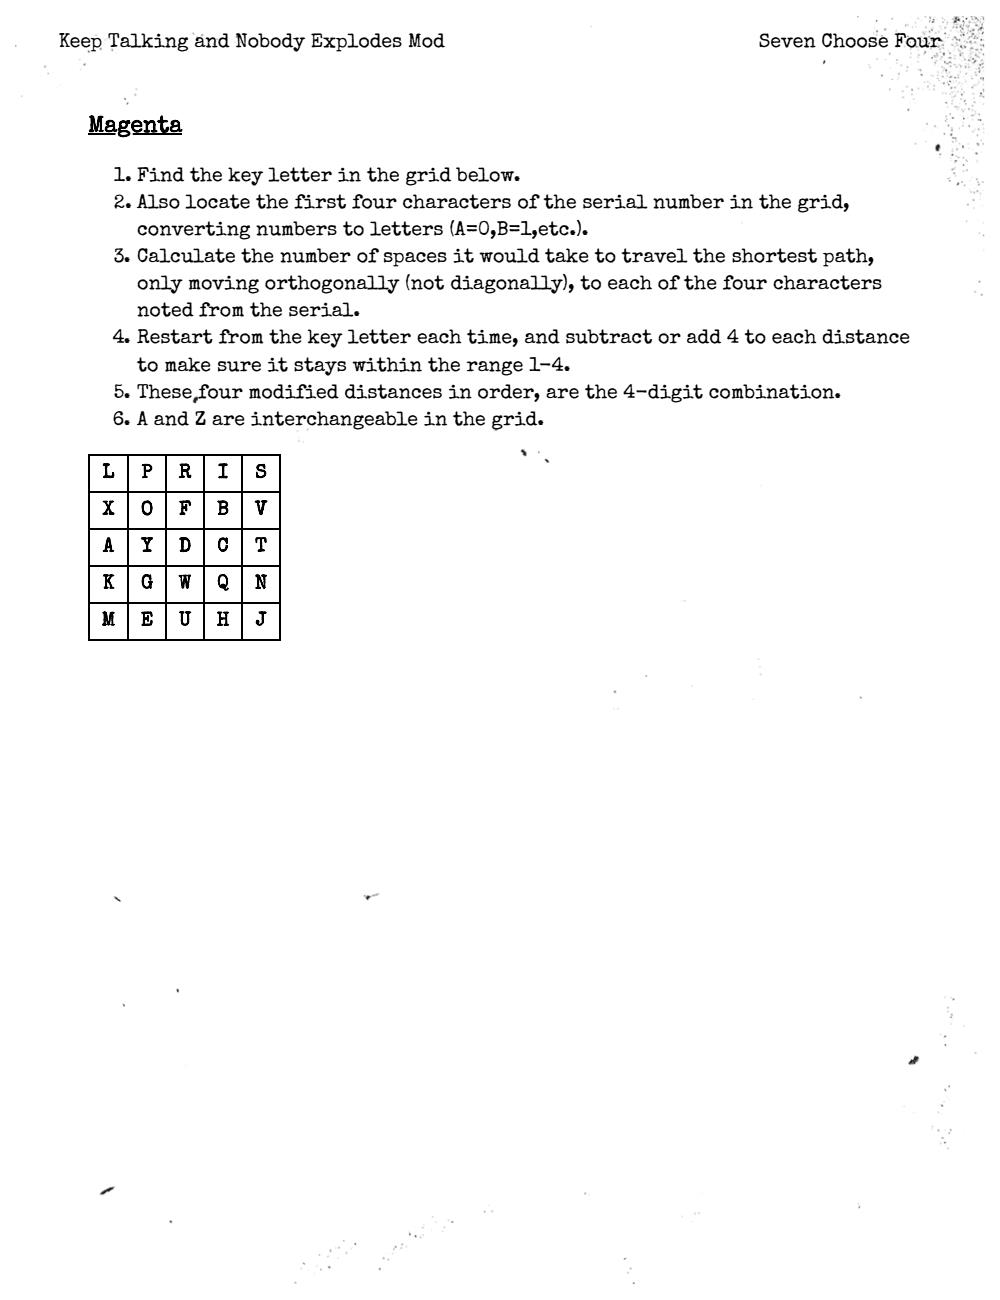 Keep Talking and Nobody Explodes Mod Seven Choose Four
Magenta
1. Find the key letter in the grid below.
2. Also locate the first four characters of the serial number in the grid,
converting numbers to letters (A=0,B=1,etc.).
3. Calculate the number of spaces it would take to travel the shortest path,
only moving orthogonally (not diagonally), to each of the four characters
noted from the serial.
4. Restart from the key letter each time, and subtract or add 4 to each distance
to make sure it stays within the range 1-4.
5. These four modified distances in order, are the 4-digit combination.
6. A and Z are interchangeable in the grid.
L P R I S
X O F B V
A Y D C T
K G W Q N
M E U H J